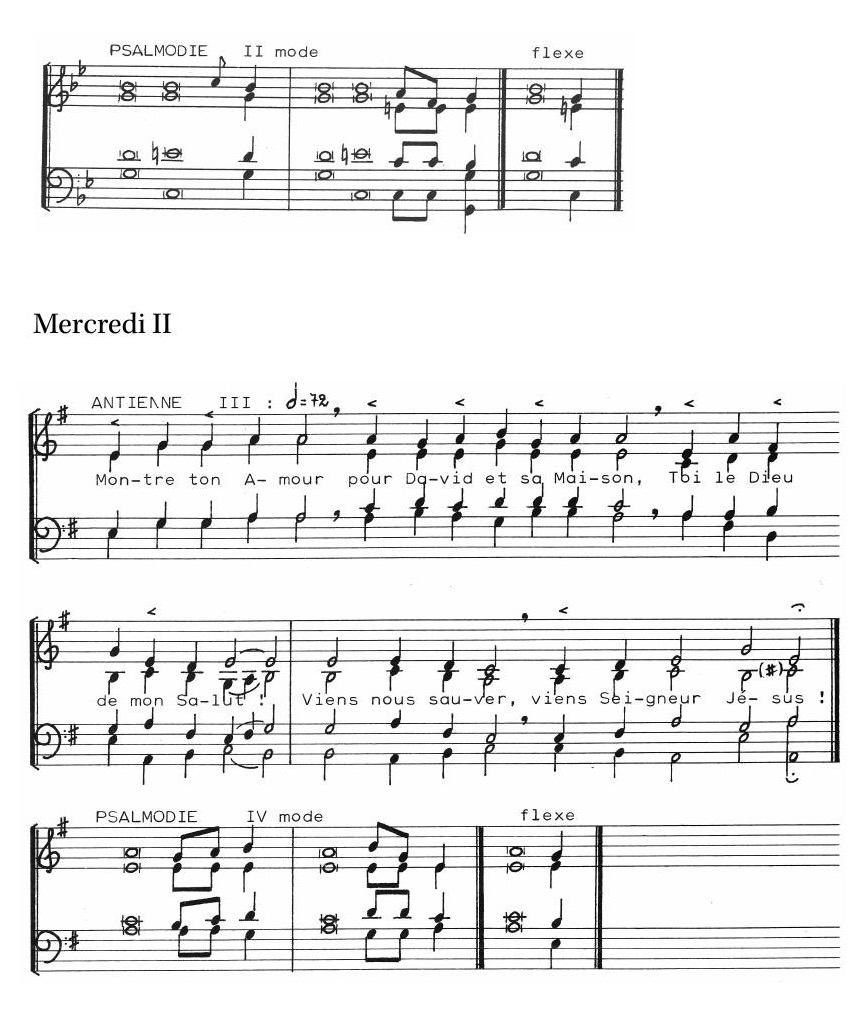 PSALMODIE II mode flexe
Mercredi II
ANTIENNE III : 𝅗𝅥=72
Mon-tre ton A- mour pour Da-vid et sa Mai-son, Toi le Dieu
de mon Sa-lut ! Viens nous sau-ver, viens Sei-gneur Jé- sus !
PSALMODIE IV mode flexe